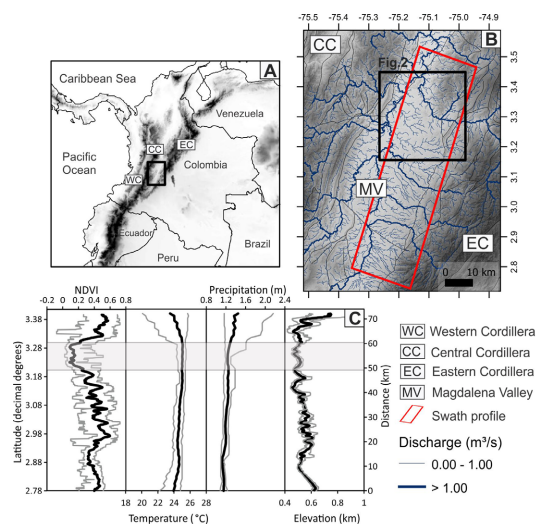 A
Caribbean Sea
Venezuela
EC
CC
Pacific
Ocean
Colombia
WC
Ecuador
Peru
Brazil
-75.5 -75.3 -75.2 -75.1 -75.0 -74.9
CC
B
Fig.2
3.5
3.4
3.3
3.2
3.1
3.0
2.9
2.8
MV
EC
0 10 km
NDVI
Precipitation (m)
-0.2 0 0.2 0.4 0.6 0.8 1.2 1.6 2.0 2.4
C
3.38
3.28
3.18
3.08
2.98
2.88
2.78
Latitude (decimal degrees)
70
60
50
40
30
20
10
0
Distance (km)
18 20 22 24 26 28 0.4 0.6 0.8 1
Temperature (°C)
Elevation (km)
WC Western Cordillera
CC Central Cordillera
EC Eastern Cordillera
MV Magdalena Valley
Swath profile
Discharge (m³/s)
0.00 - 1.00
> 1.00